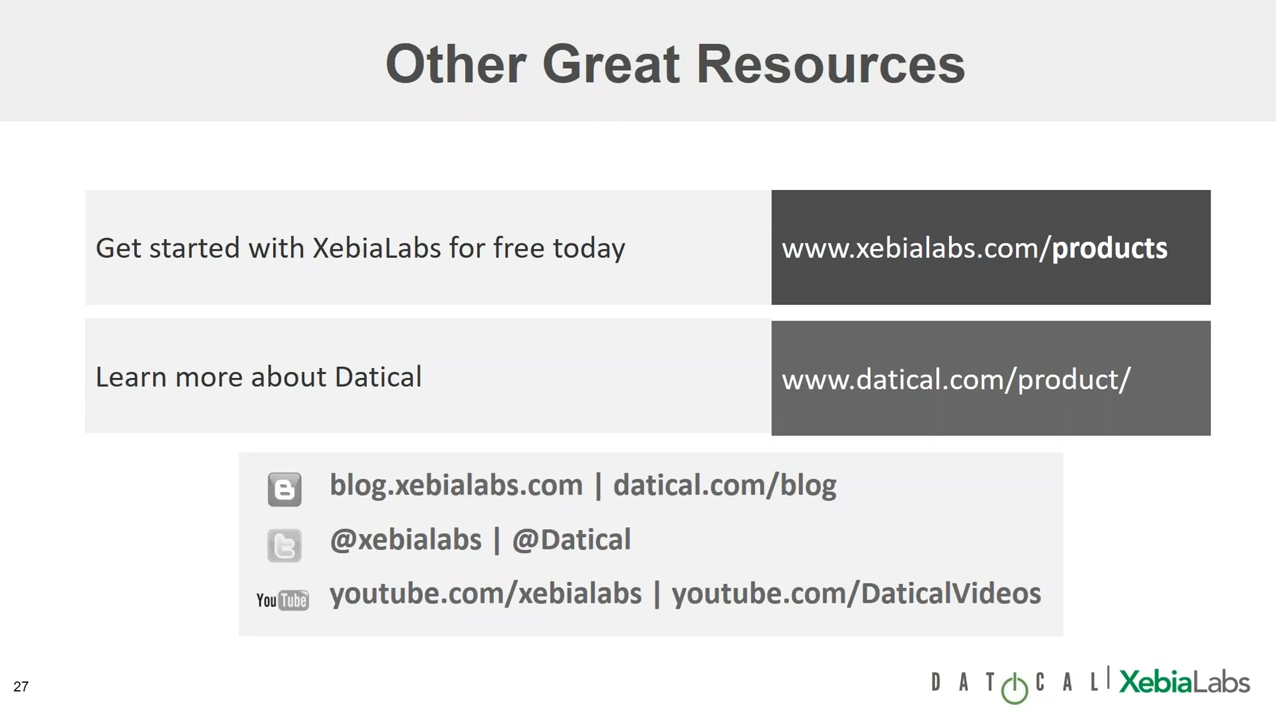 Other Great Resources
Get started with XebiaLabs for free today
www.xebialabs.com/products
Learn more about Datical
www.datical.com/product/
blog.xebialabs.com | datical.com/blog
@xebialabs | @Datical
YouTube youtube.com/xebialabs | youtube.com/DaticalVideos
27
DATICAL | XebiaLabs